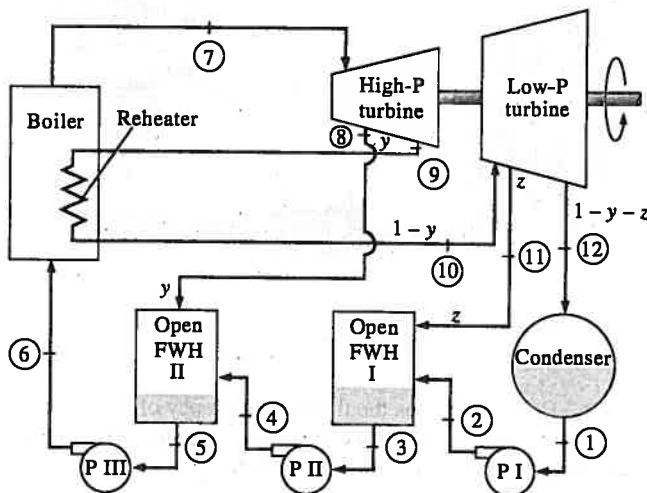 7
High-P
turbine
Low-P
turbine
Boiler
Reheater
8
y
9
z
1 – y – z
1 – y
10
11
12
y
z
Open
FWH
II
Open
FWH
I
Condenser
6
4
2
5
3
1
P III
P II
P I